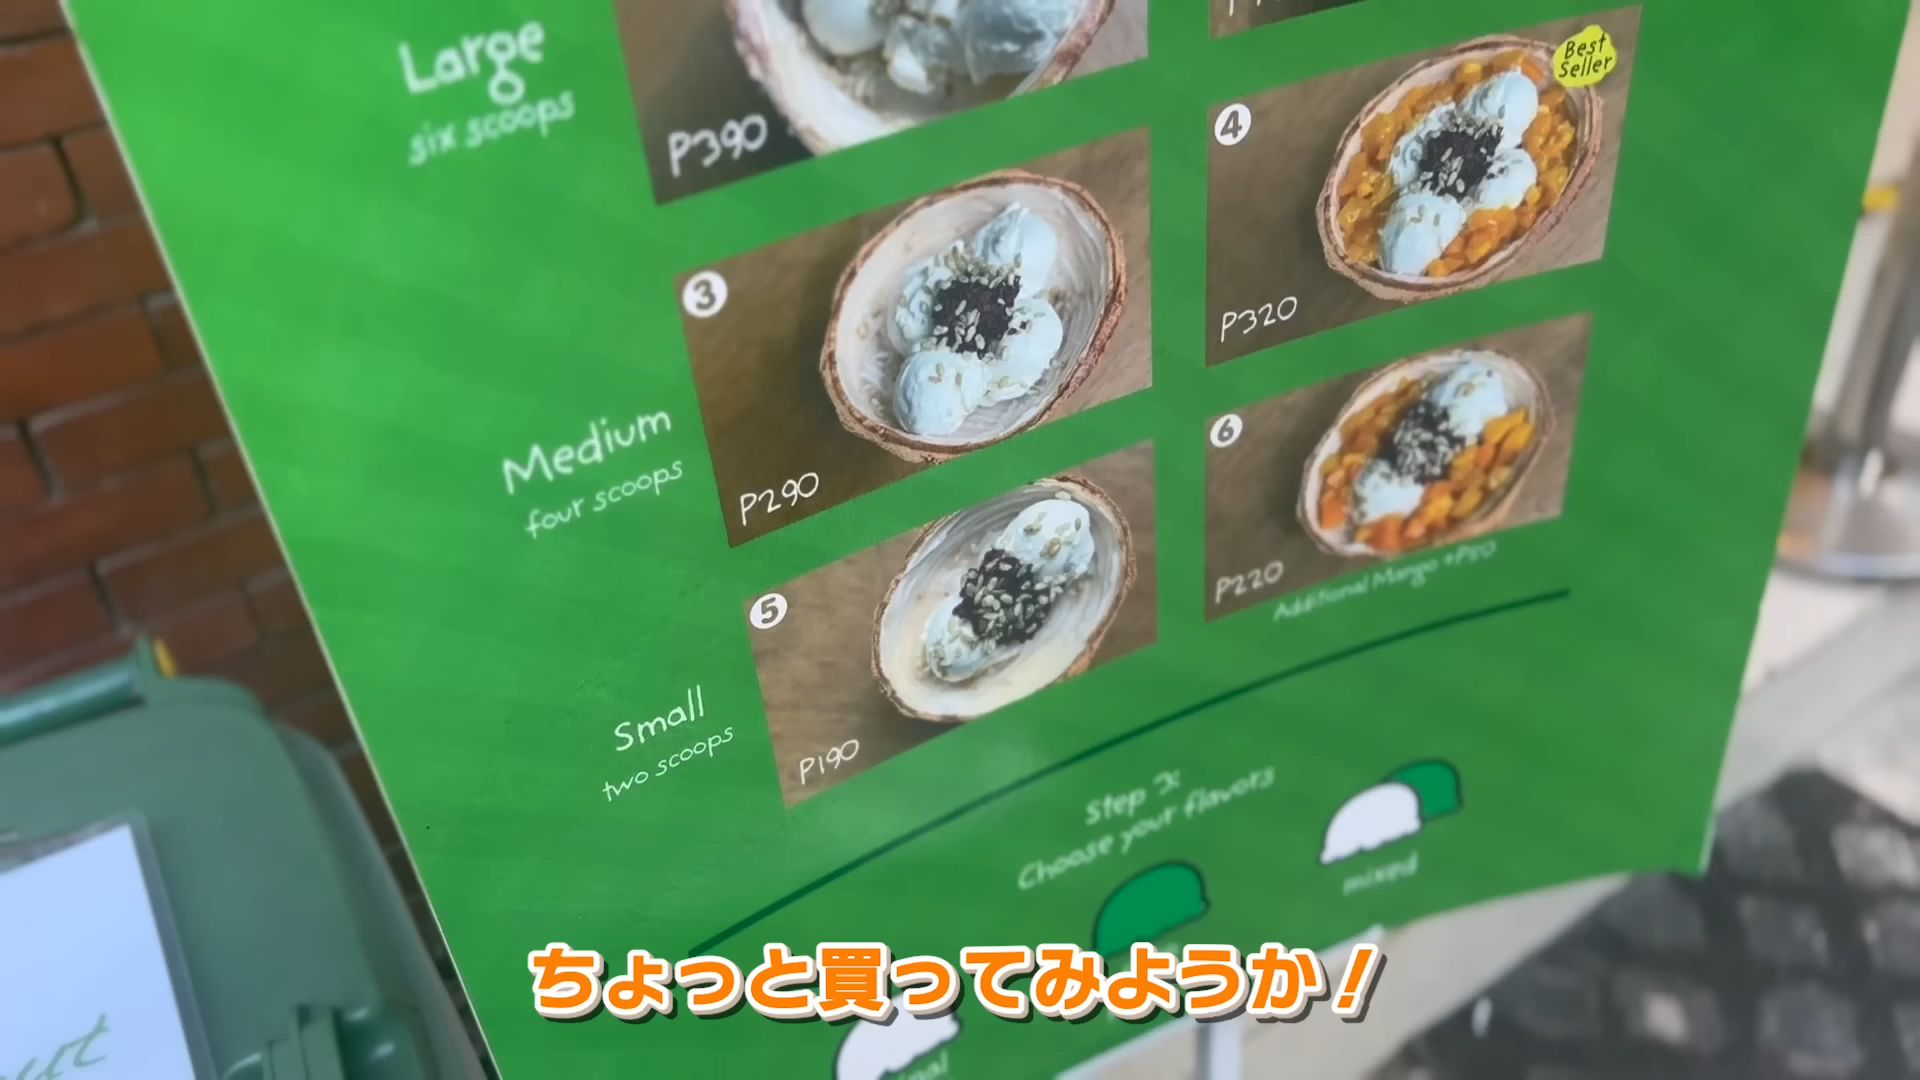 Large
six scoops
P390
Best
Seller
4
P320
3
P290
Medium
four scoops
6
P220
Additional Mango +P50
5
P190
Small
two scoops
Step 3:
Choose your flavors
mixed
ちょっと買ってみようか！